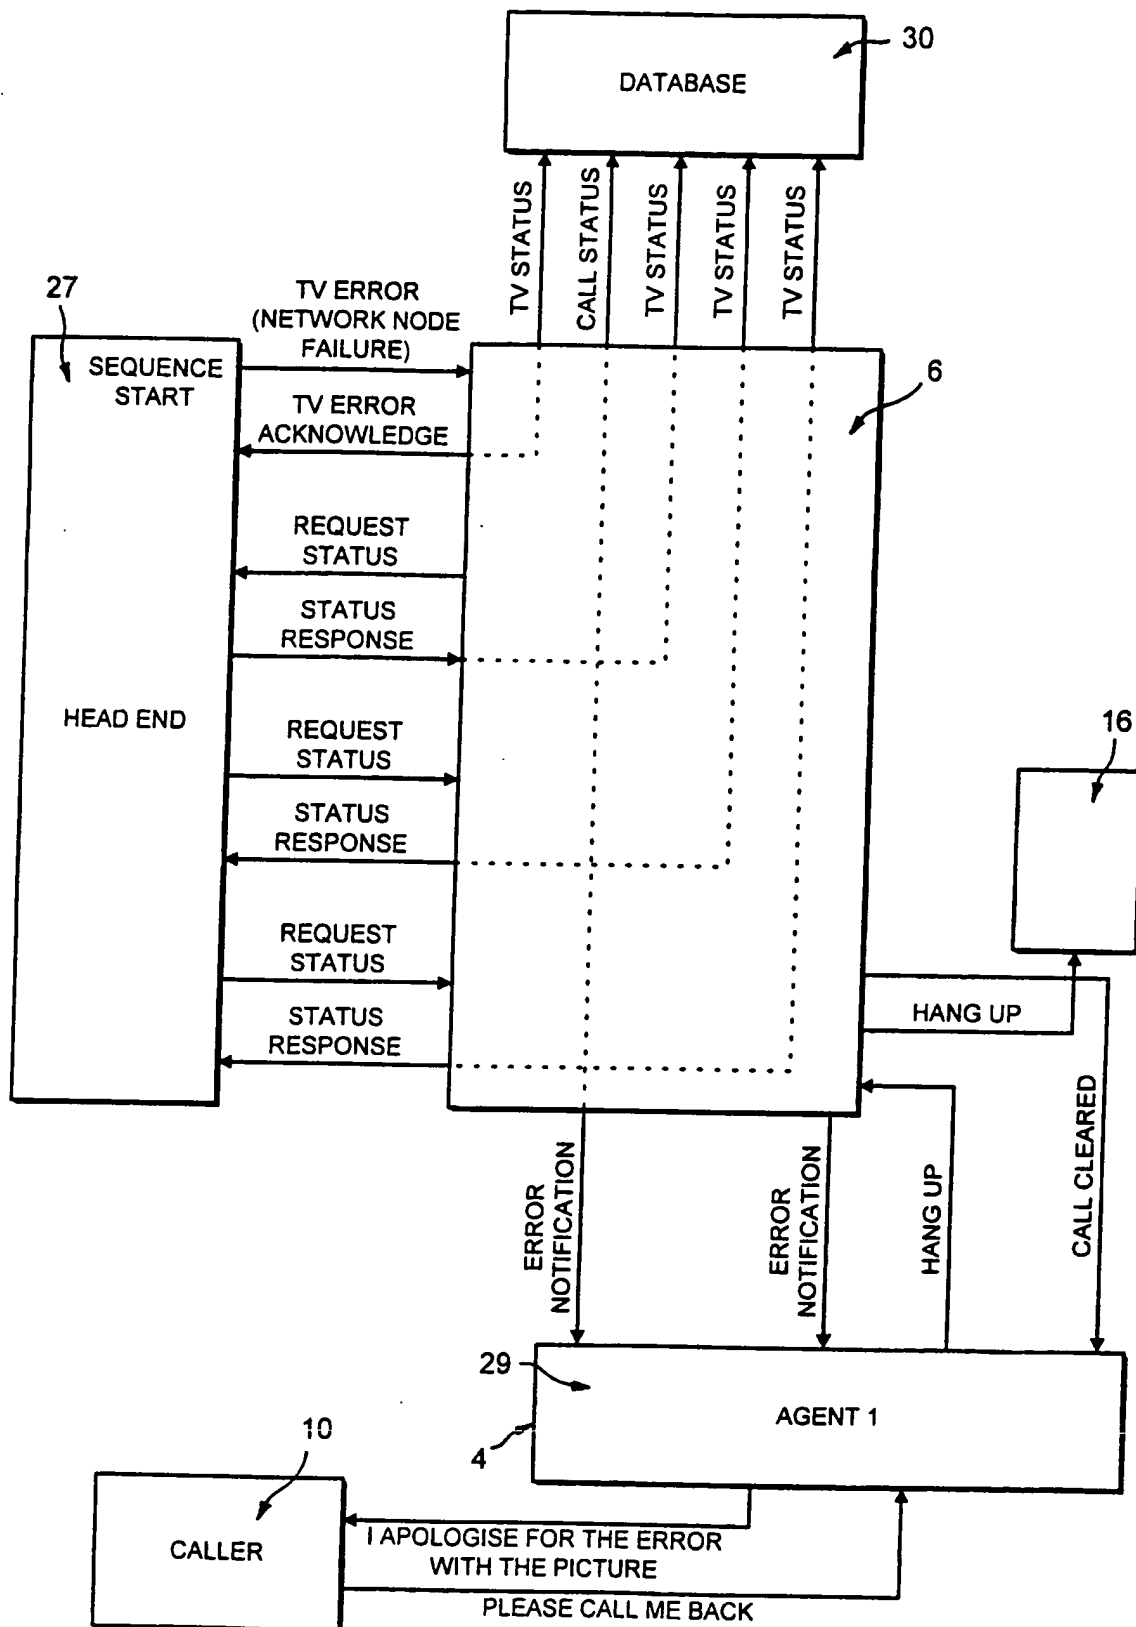 30
DATABASE
TV STATUS
CALL STATUS
TV STATUS
TV STATUS
TV STATUS
27
SEQUENCE
START
HEAD END
TV ERROR
(NETWORK NODE
FAILURE)
TV ERROR
ACKNOWLEDGE
REQUEST
STATUS
STATUS
RESPONSE
REQUEST
STATUS
STATUS
RESPONSE
REQUEST
STATUS
STATUS
RESPONSE
6
16
HANG UP
CALL CLEARED
HANG UP
ERROR
NOTIFICATION
ERROR
NOTIFICATION
29
4
AGENT 1
10
CALLER
I APOLOGISE FOR THE ERROR
WITH THE PICTURE
PLEASE CALL ME BACK